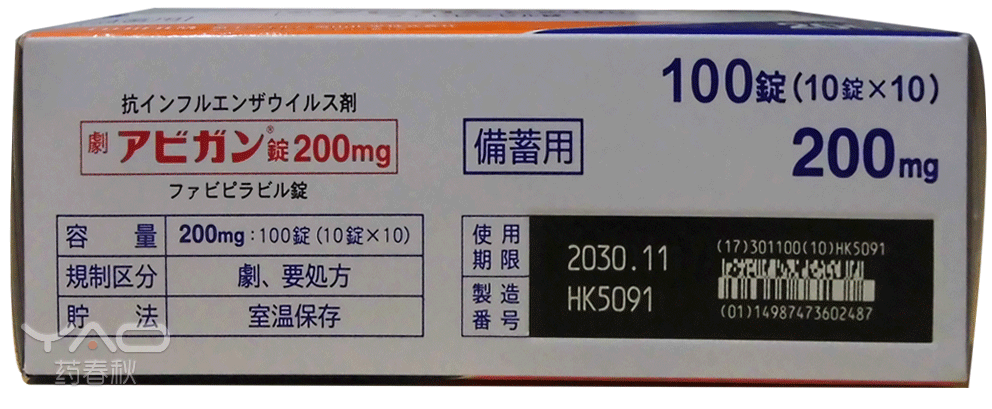 100錠(10錠×10)
抗インフルエンザウイルス剤
劇 アビガン®錠200mg
備蓄用
200mg
ファビピラビル錠
容量 200mg:100錠(10錠×10)
規制区分 劇、要処方
貯法 室温保存
使用期限 2030.11
製造番号 HK5091
(17)301100(10)HK5091
(01)14987473602487
YAO
药春秋